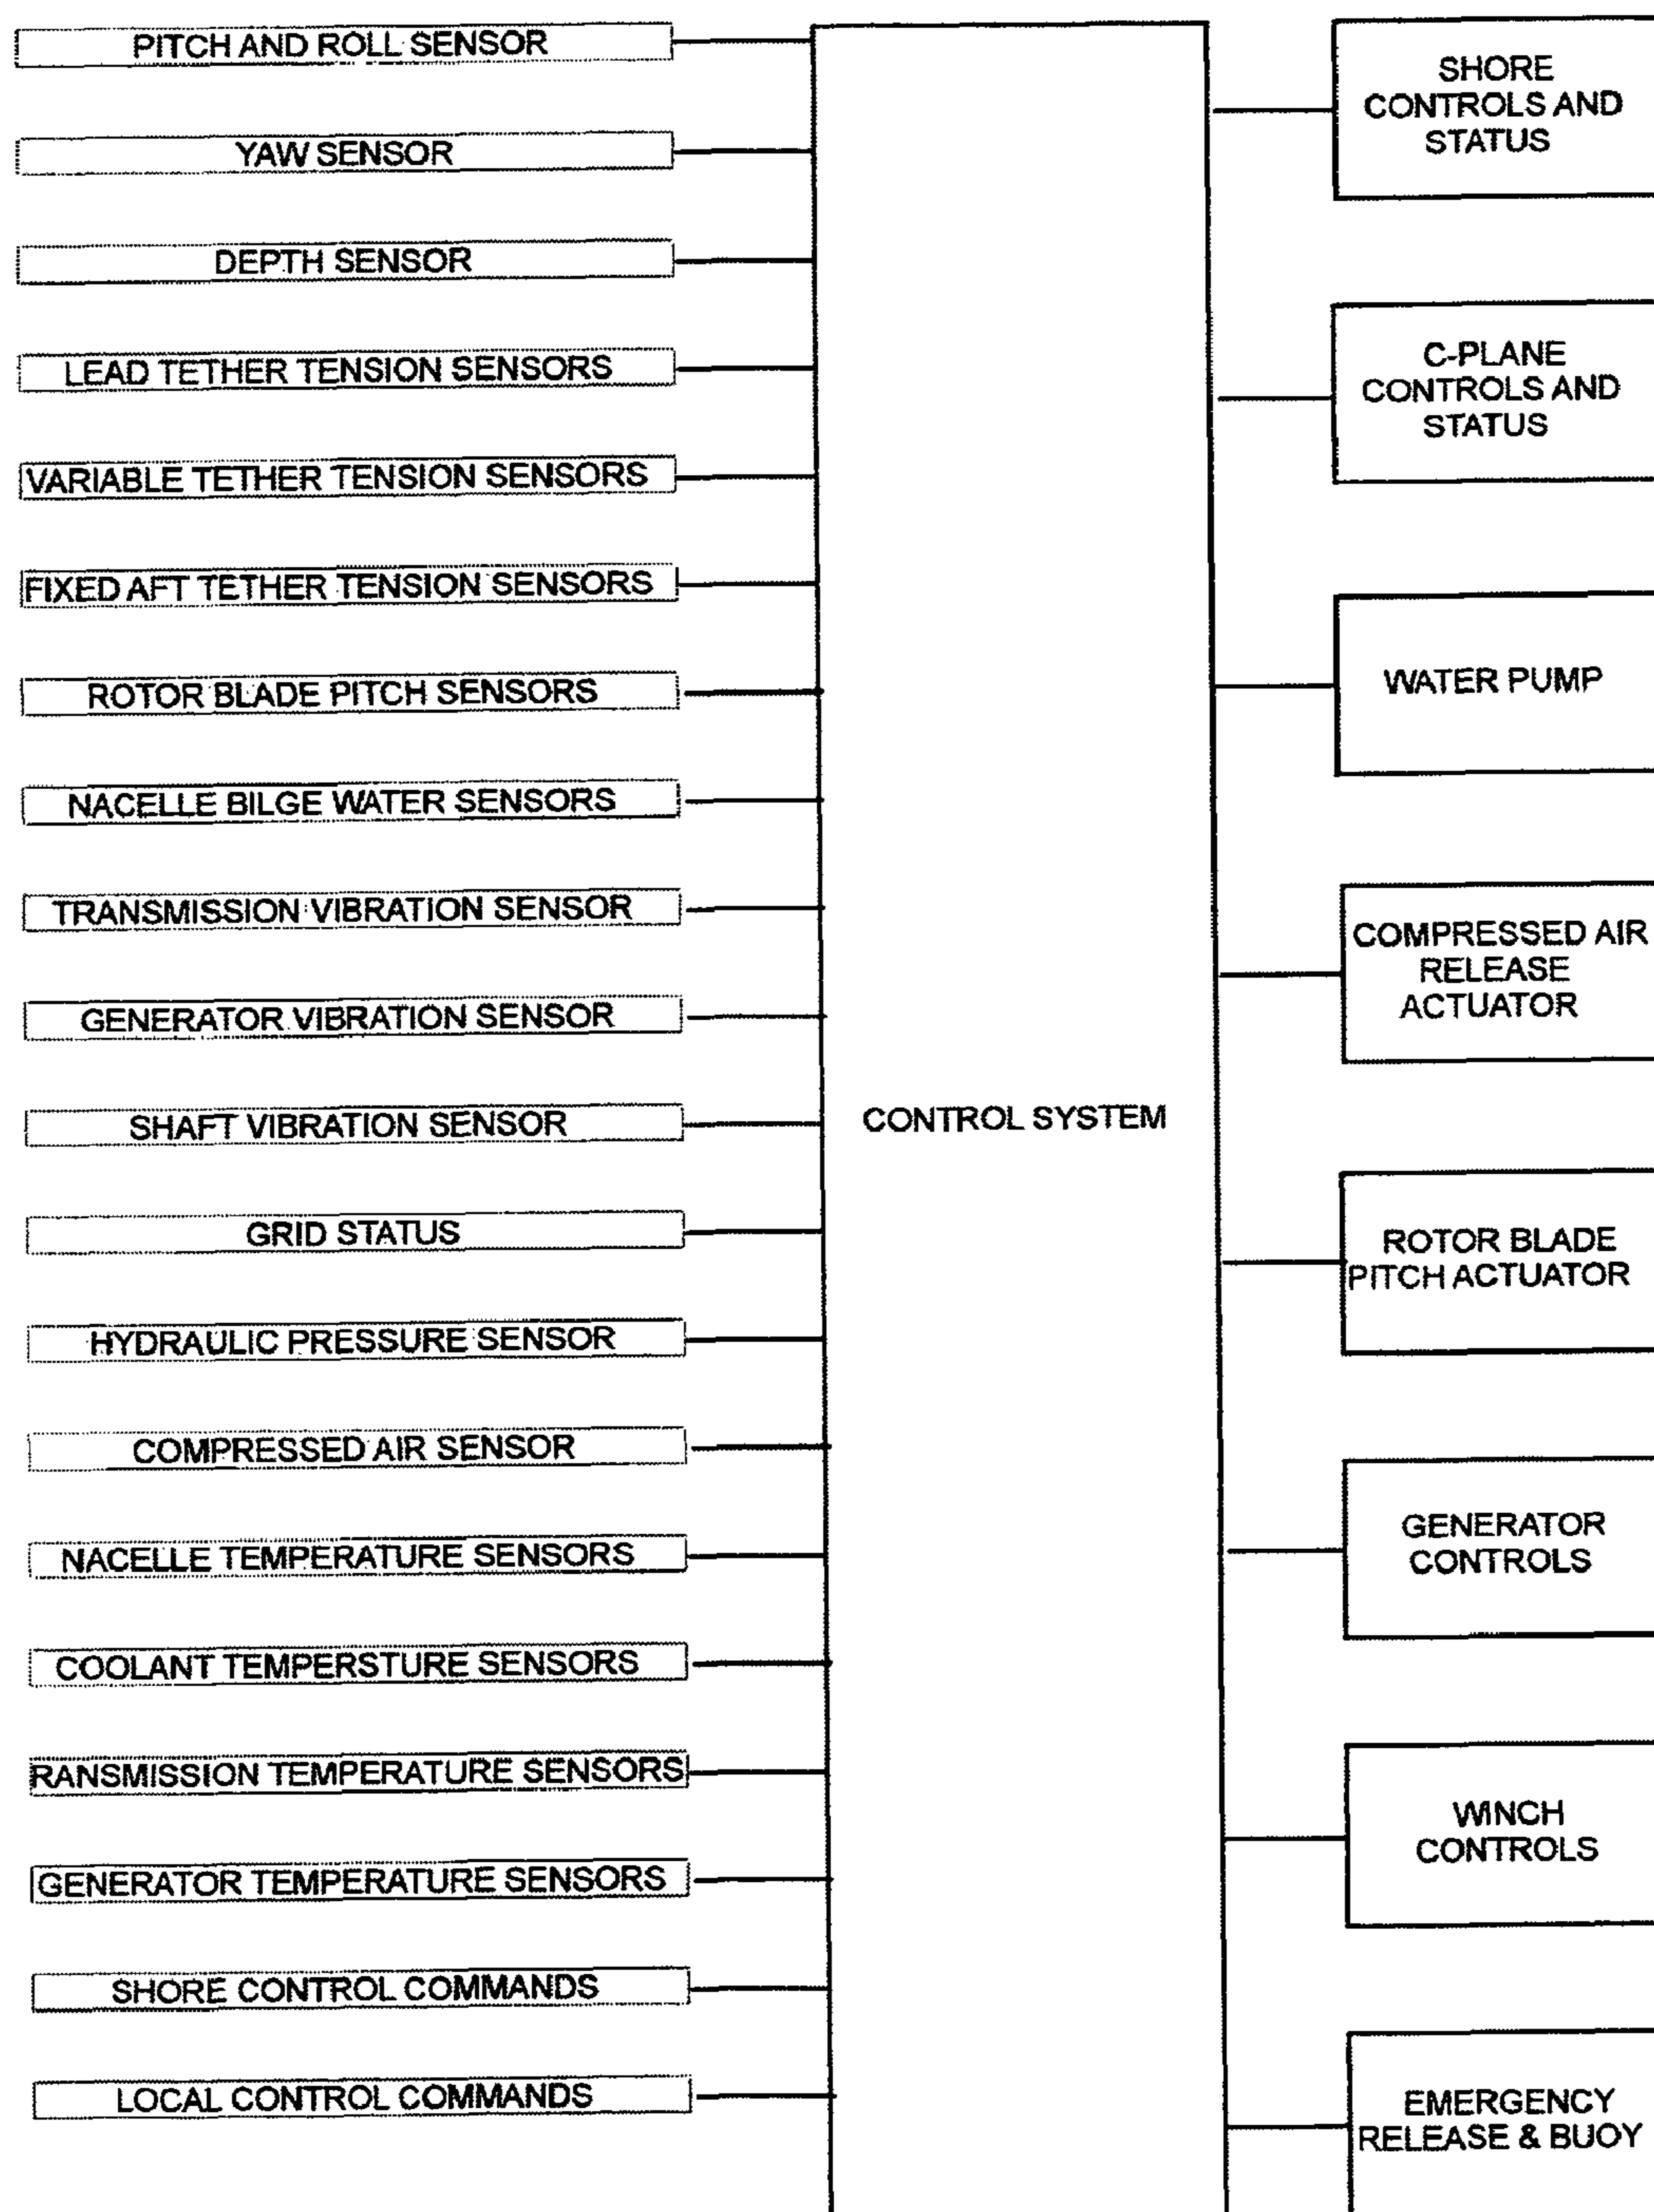 PITCH AND ROLL SENSOR
YAW SENSOR
DEPTH SENSOR
LEAD TETHER TENSION SENSORS
VARIABLE TETHER TENSION SENSORS
FIXED AFT TETHER TENSION SENSORS
ROTOR BLADE PITCH SENSORS
NACELLE BILGE WATER SENSORS
TRANSMISSION VIBRATION SENSOR
GENERATOR VIBRATION SENSOR
SHAFT VIBRATION SENSOR
GRID STATUS
HYDRAULIC PRESSURE SENSOR
COMPRESSED AIR SENSOR
NACELLE TEMPERATURE SENSORS
COOLANT TEMPERSTURE SENSORS
RANSMISSION TEMPERATURE SENSORS
GENERATOR TEMPERATURE SENSORS
SHORE CONTROL COMMANDS
LOCAL CONTROL COMMANDS
CONTROL SYSTEM
SHORE
CONTROLS AND
STATUS
C-PLANE
CONTROLS AND
STATUS
WATER PUMP
COMPRESSED AIR
RELEASE
ACTUATOR
ROTOR BLADE
PITCH ACTUATOR
GENERATOR
CONTROLS
WINCH
CONTROLS
EMERGENCY
RELEASE & BUOY